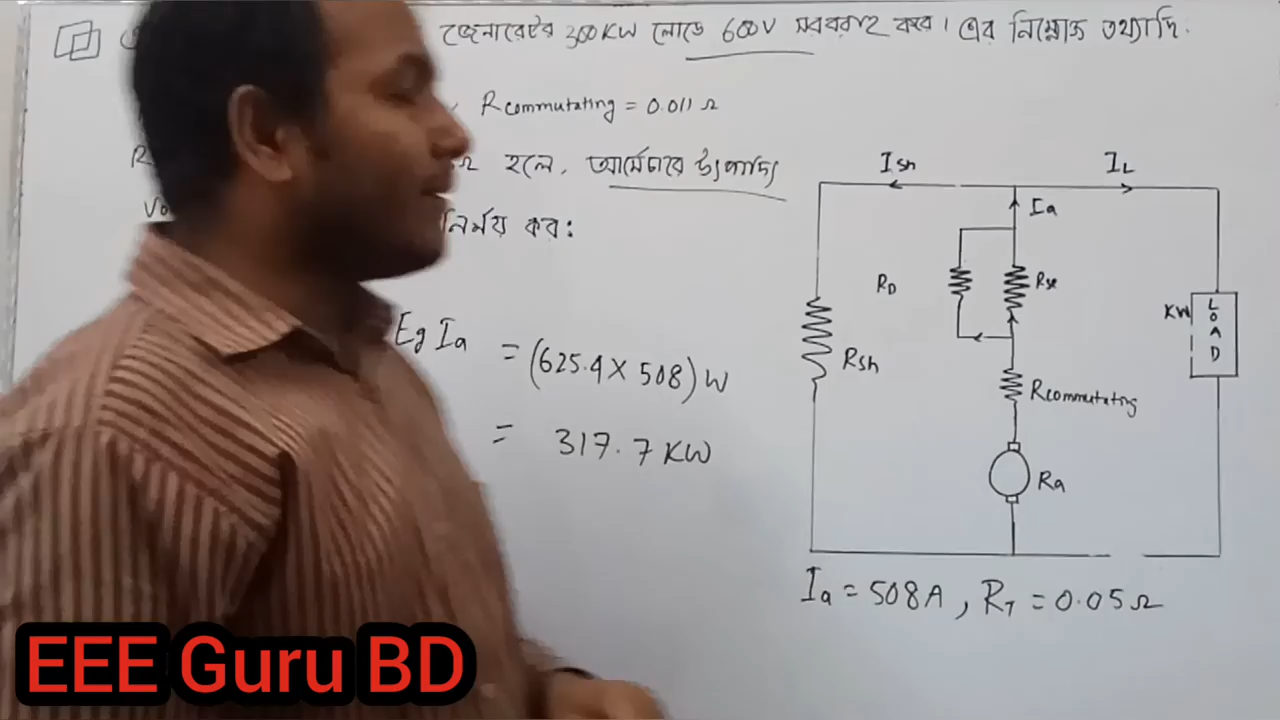 জেনারেটর 300KW লোডে 600V সরবরাহ করে। এর নিম্নোক্ত তথ্যাদি.
, Rcommutating = 0.011 Ω
R
Ω হলে, আর্মেচারে উৎপাদিত
Vo
নির্ণয় কর:
Ish
IL
Ia
RD
Rse
KW
LOAD
Rsh
Rcommutating
Ra
Eg Ia = (625.4 X 508) W
= 317.7 KW
Ia = 508A, RT = 0.05 Ω
EEE Guru BD